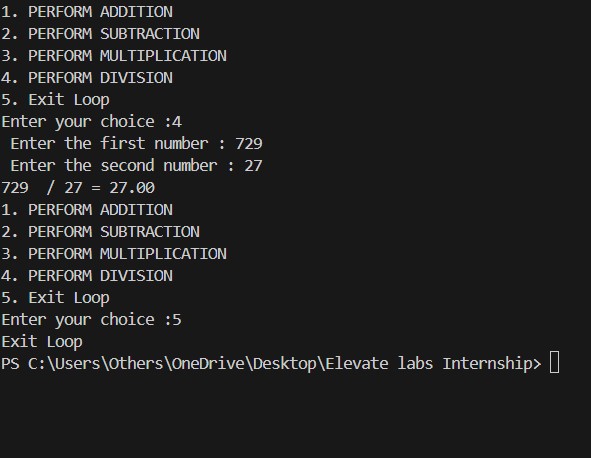 1. PERFORM ADDITION
2. PERFORM SUBTRACTION
3. PERFORM MULTIPLICATION
4. PERFORM DIVISION
5. Exit Loop
Enter your choice :4
 Enter the first number : 729
 Enter the second number : 27
729  / 27 = 27.00
1. PERFORM ADDITION
2. PERFORM SUBTRACTION
3. PERFORM MULTIPLICATION
4. PERFORM DIVISION
5. Exit Loop
Enter your choice :5
Exit Loop
PS C:\Users\Others\OneDrive\Desktop\Elevate labs Internship>